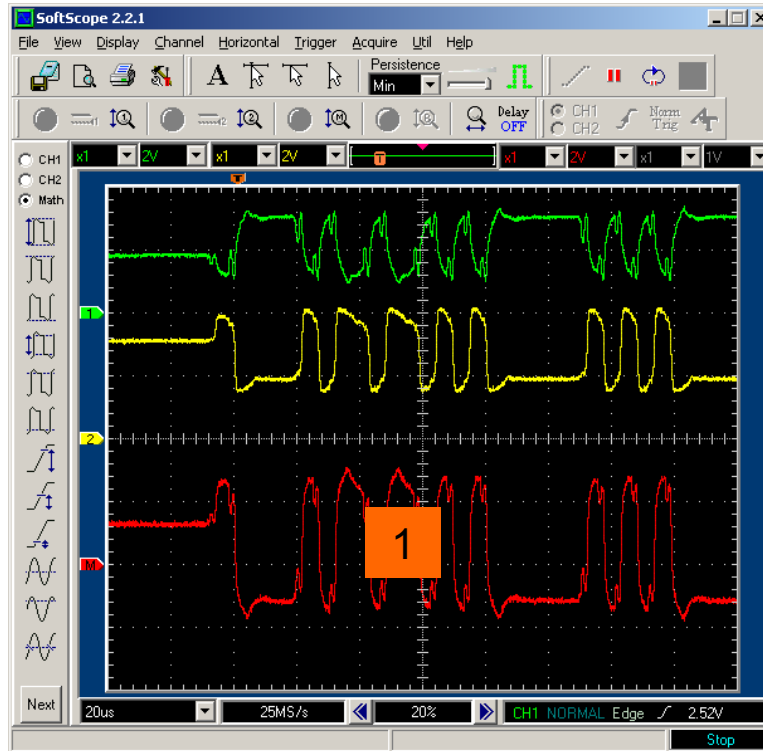 SoftScope 2.2.1
File View Display Channel Horizontal Trigger Acquire Util Help
A Persistence
Min
1 2 M B Delay OFF CH1 CH2 Norm Trig
CH1 x1 2V x1 2V T x1 2V x1 1V
CH2 T
Math
1
2
M
1
Next 20us 25MS/s 20% CH1 NORMAL Edge 2.52V
Stop